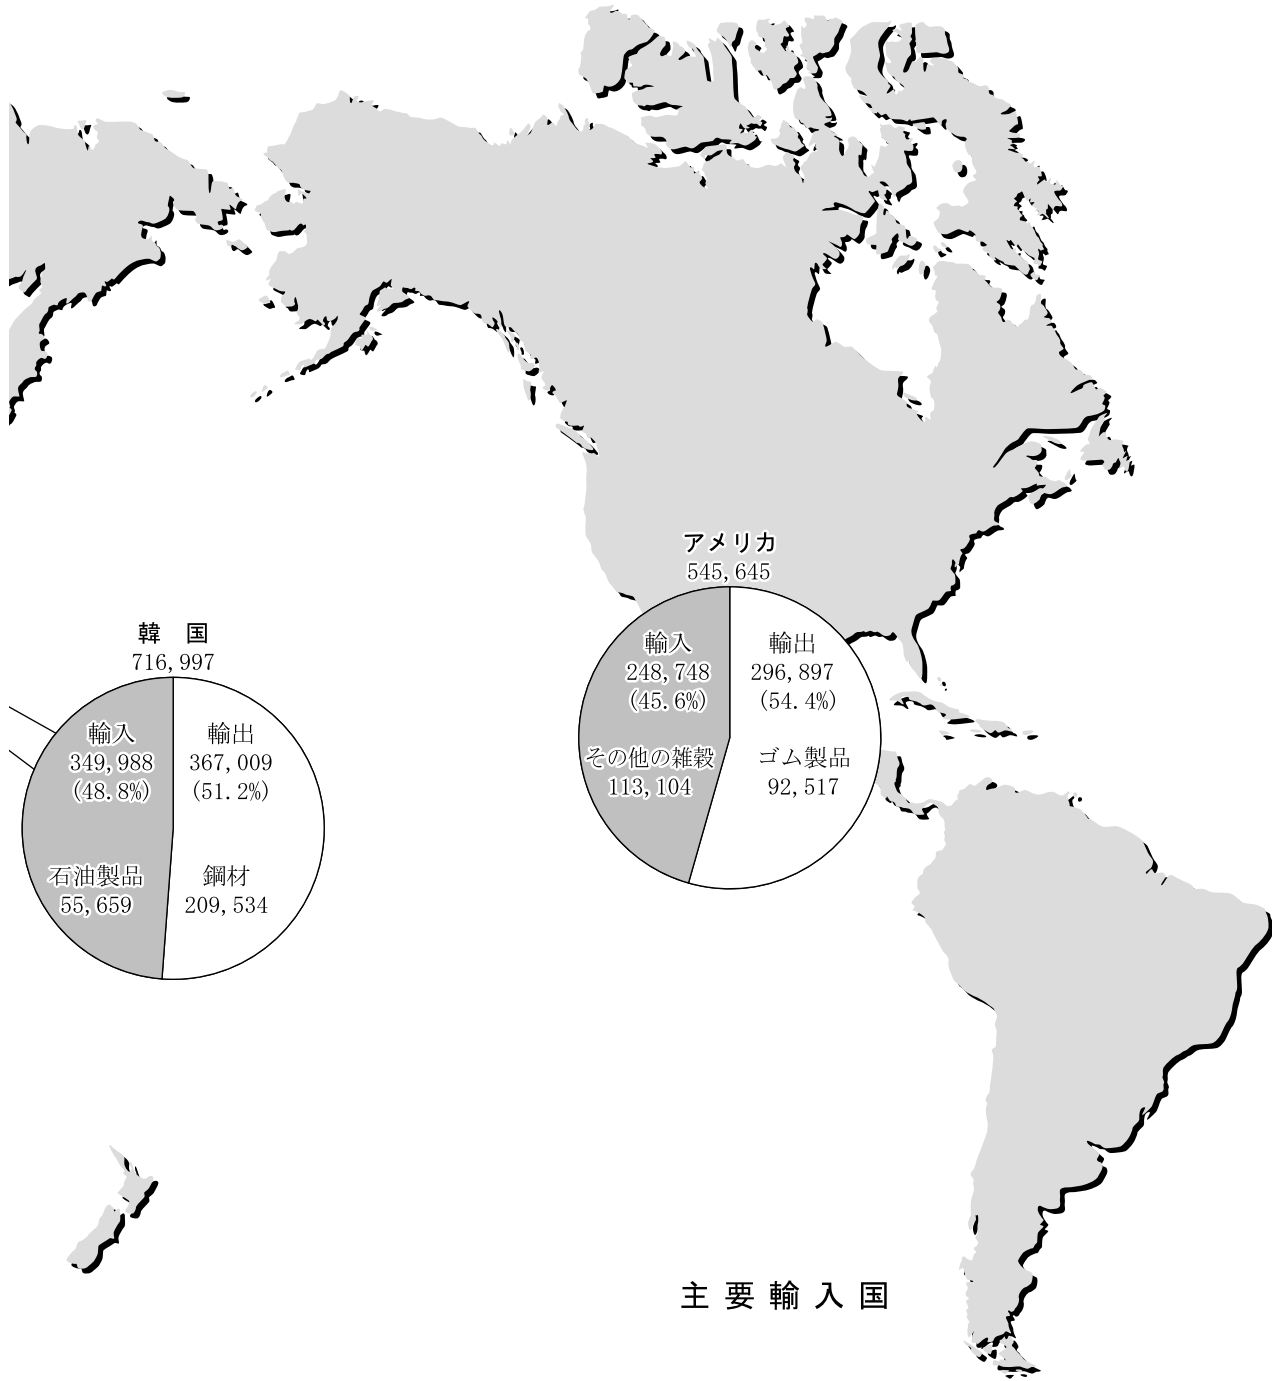 アメリカ
545,645
輸入
248,748
(45.6%)
その他の雑穀
113,104
輸出
296,897
(54.4%)
ゴム製品
92,517
韓　国
716,997
輸入
349,988
(48.8%)
石油製品
55,659
輸出
367,009
(51.2%)
鋼材
209,534
主要輸入国